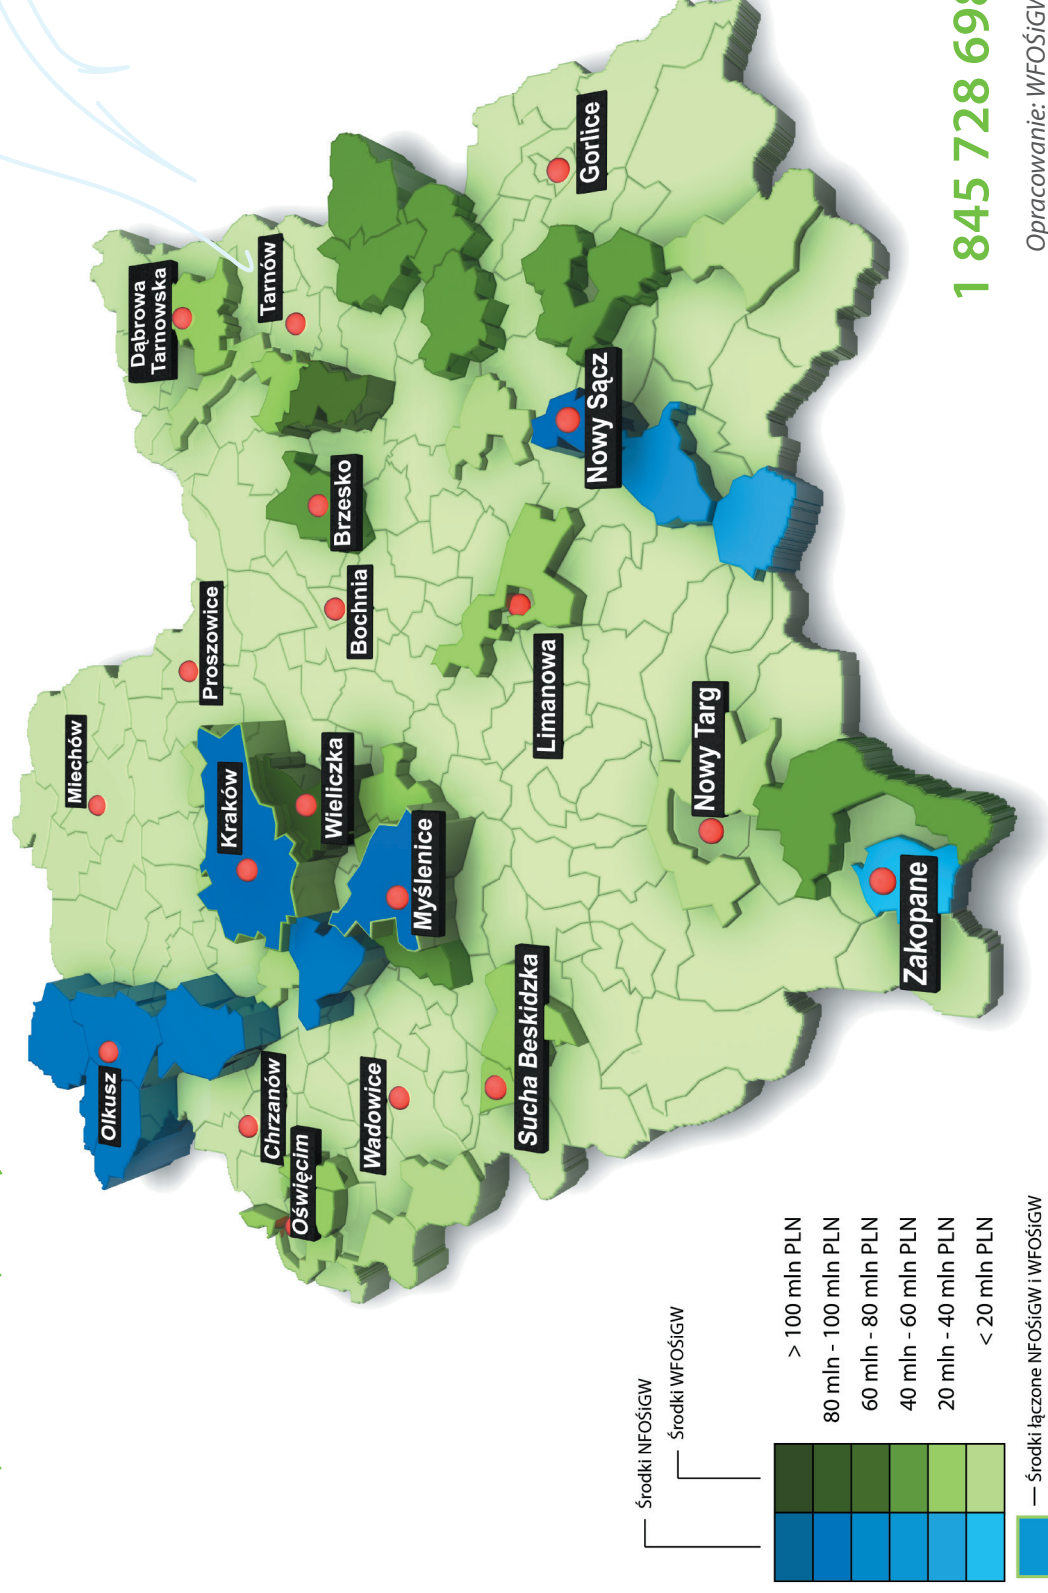 Miechów
Olkusz
Dąbrowa
Tarnowska
Proszowice
Tarnów
Kraków
Chrzanów
Oświęcim
Wieliczka
Brzesko
Bochnia
Wadowice
Myślenice
Sucha Beskidzka
Limanowa
Nowy Sącz
Gorlice
Nowy Targ
Zakopane
Środki NFOŚiGW
Środki WFOŚiGW
> 100 mln PLN
80 mln - 100 mln PLN
60 mln - 80 mln PLN
40 mln - 60 mln PLN
20 mln - 40 mln PLN
< 20 mln PLN
— Środki łączone NFOŚiGW i WFOŚiGW
1 845 728 698
Opracowanie: WFOŚiGW